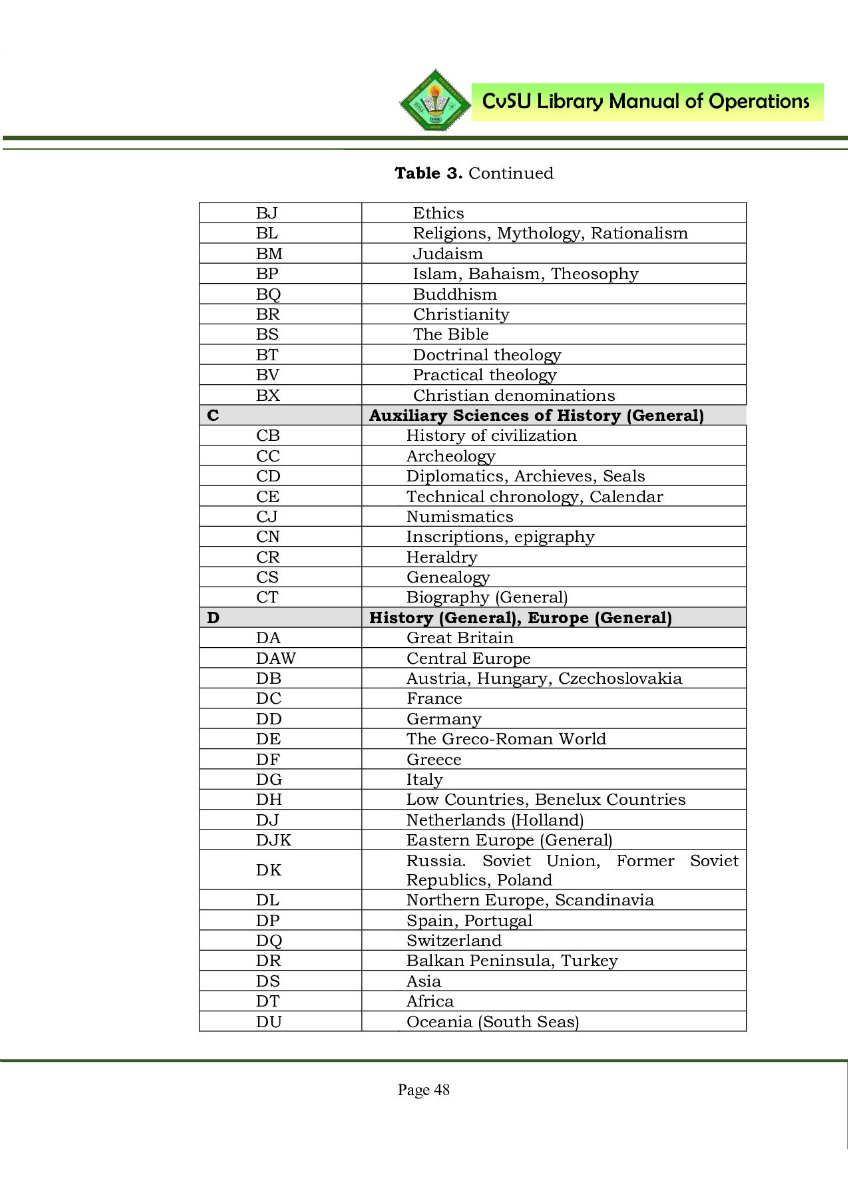 CvSU Library Manual of Operations
Table 3. Continued
BJ Ethics
BL Religions, Mythology, Rationalism
BM Judaism
BP Islam, Bahaism, Theosophy
BQ Buddhism
BR Christianity
BS The Bible
BT Doctrinal theology
BV Practical theology
BX Christian denominations
C Auxiliary Sciences of History (General)
CB History of civilization
CC Archeology
CD Diplomatics, Archieves, Seals
CE Technical chronology, Calendar
CJ Numismatics
CN Inscriptions, epigraphy
CR Heraldry
CS Genealogy
CT Biography (General)
D History (General), Europe (General)
DA Great Britain
DAW Central Europe
DB Austria, Hungary, Czechoslovakia
DC France
DD Germany
DE The Greco-Roman World
DF Greece
DG Italy
DH Low Countries, Benelux Countries
DJ Netherlands (Holland)
DJK Eastern Europe (General)
DK Russia. Soviet Union, Former Soviet
Republics, Poland
DL Northern Europe, Scandinavia
DP Spain, Portugal
DQ Switzerland
DR Balkan Peninsula, Turkey
DS Asia
DT Africa
DU Oceania (South Seas)
Page 48